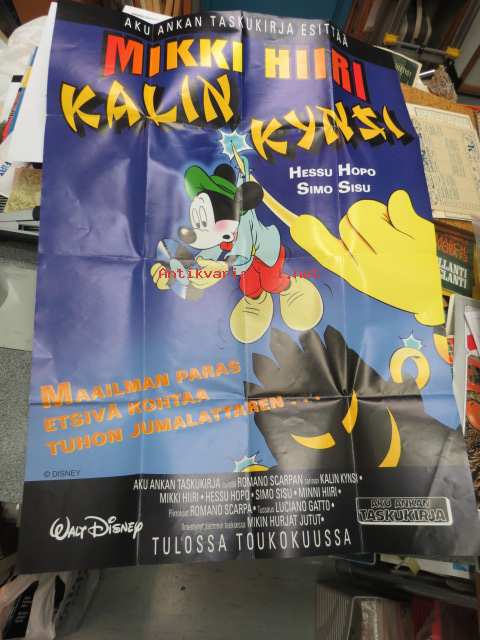 AKU ANKAN TASKUKIRJA ESITTÄÄ
MIKKI HIIRI
KALIN
KYNSI
HESSU HOPO
SIMO SISU
Antikvariaatti.net
MAAILMAN PARAS
ETSIVÄ KOHTAA
TUHON JUMALATTAREN . . .
© DISNEY
AKU ANKAN TASKUKIRJA ROMANO SCARPAN KALIN KYNSI •
MIKKI HIIRI • HESSU HOPO • SIMO SISU • MINNI HIIRI •
ROMANO SCARPA • LUCIANO GATTO •
MIKIN HURJAT JUTUT •
WALT DISNEY
AKU ANKAN
TASKUKIRJA
TULOSSA TOUKOKUUSSA